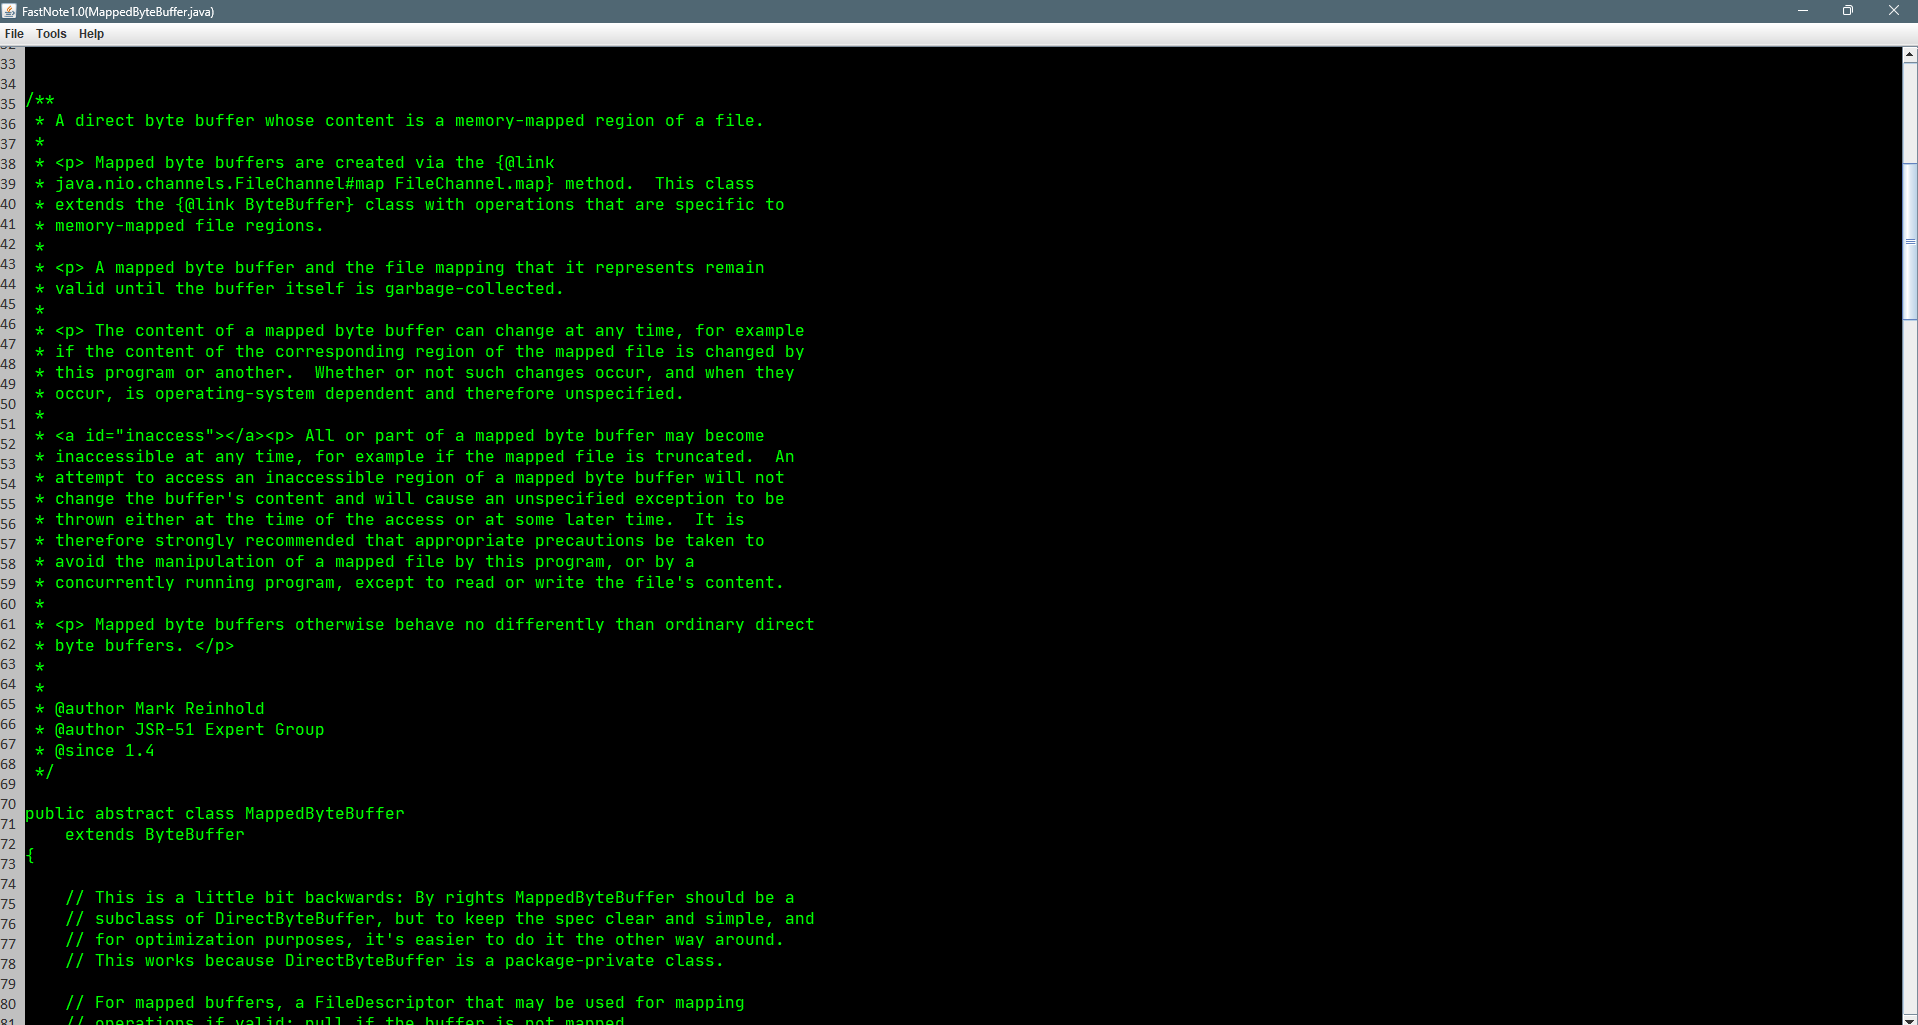 FastNote1.0(MappedByteBuffer.java)
File Tools Help
33
34
35 /**
36 * A direct byte buffer whose content is a memory-mapped region of a file.
37 *
38 * <p> Mapped byte buffers are created via the {@link
39 * java.nio.channels.FileChannel#map FileChannel.map} method.  This class
40 * extends the {@link ByteBuffer} class with operations that are specific to
41 * memory-mapped file regions.
42 *
43 * <p> A mapped byte buffer and the file mapping that it represents remain
44 * valid until the buffer itself is garbage-collected.
45 *
46 * <p> The content of a mapped byte buffer can change at any time, for example
47 * if the content of the corresponding region of the mapped file is changed by
48 * this program or another.  Whether or not such changes occur, and when they
49 * occur, is operating-system dependent and therefore unspecified.
50 *
51 * <a id="inaccess"></a><p> All or part of a mapped byte buffer may become
52 * inaccessible at any time, for example if the mapped file is truncated.  An
53 * attempt to access an inaccessible region of a mapped byte buffer will not
54 * change the buffer's content and will cause an unspecified exception to be
55 * thrown either at the time of the access or at some later time.  It is
56 * therefore strongly recommended that appropriate precautions be taken to
57 * avoid the manipulation of a mapped file by this program, or by a
58 * concurrently running program, except to read or write the file's content.
59 *
60 * <p> Mapped byte buffers otherwise behave no differently than ordinary direct
61 * byte buffers. </p>
62 *
63 *
64 * @author Mark Reinhold
65 * @author JSR-51 Expert Group
66 * @since 1.4
67 */
68
69
70 public abstract class MappedByteBuffer
71 extends ByteBuffer
72 {
73
74
75 // This is a little bit backwards: By rights MappedByteBuffer should be a
76 // subclass of DirectByteBuffer, but to keep the spec clear and simple, and
77 // for optimization purposes, it's easier to do it the other way around.
78 // This works because DirectByteBuffer is a package-private class.
79
80 // For mapped buffers, a FileDescriptor that may be used for mapping
81 // operations if valid; null if the buffer is not mapped.